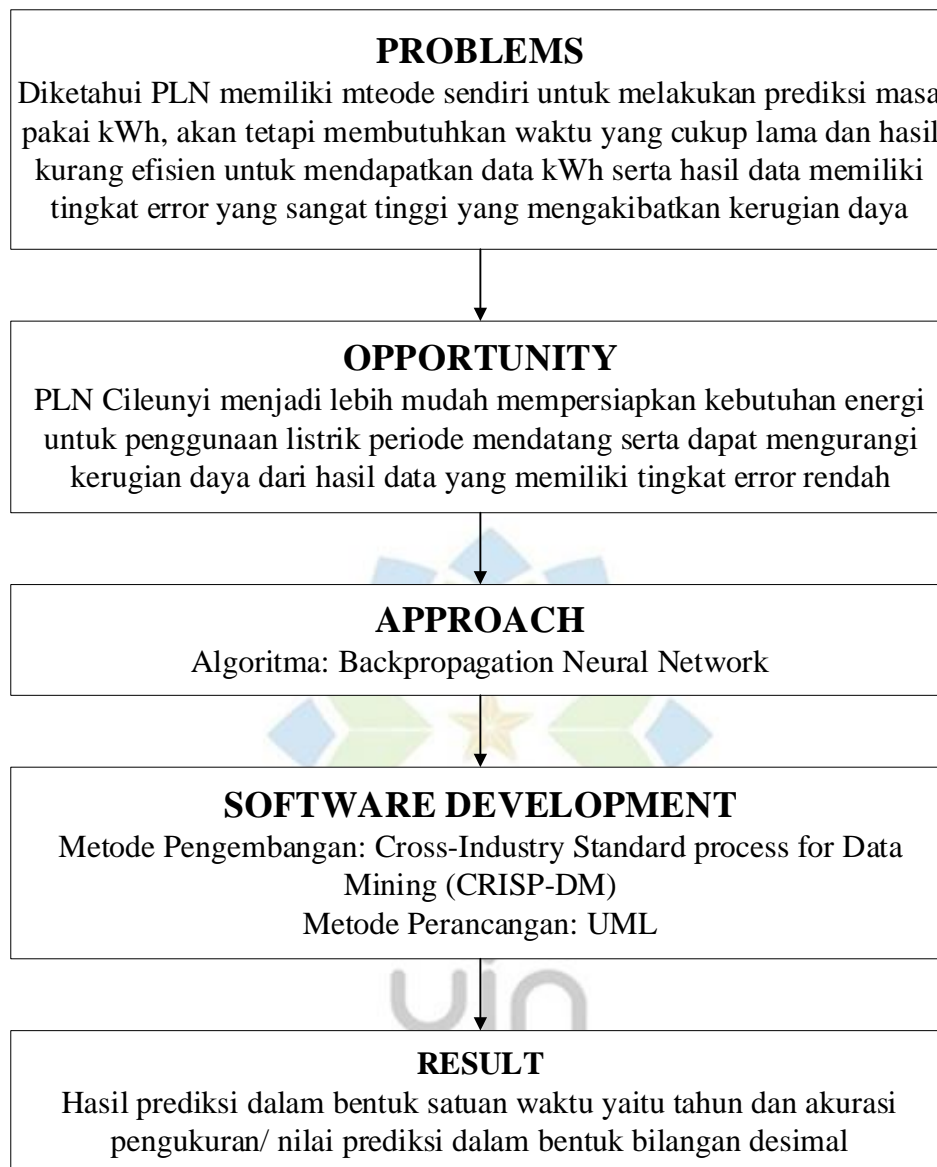 PROBLEMS
Diketahui PLN memiliki mteode sendiri untuk melakukan prediksi masa
pakai kWh, akan tetapi membutuhkan waktu yang cukup lama dan hasil
kurang efisien untuk mendapatkan data kWh serta hasil data memiliki
tingkat error yang sangat tinggi yang mengakibatkan kerugian daya
OPPORTUNITY
PLN Cileunyi menjadi lebih mudah mempersiapkan kebutuhan energi
untuk penggunaan listrik periode mendatang serta dapat mengurangi
kerugian daya dari hasil data yang memiliki tingkat error rendah
APPROACH
Algoritma: Backpropagation Neural Network
SOFTWARE DEVELOPMENT
Metode Pengembangan: Cross-Industry Standard process for Data
Mining (CRISP-DM)
Metode Perancangan: UML
uin
RESULT
Hasil prediksi dalam bentuk satuan waktu yaitu tahun dan akurasi
pengukuran/ nilai prediksi dalam bentuk bilangan desimal